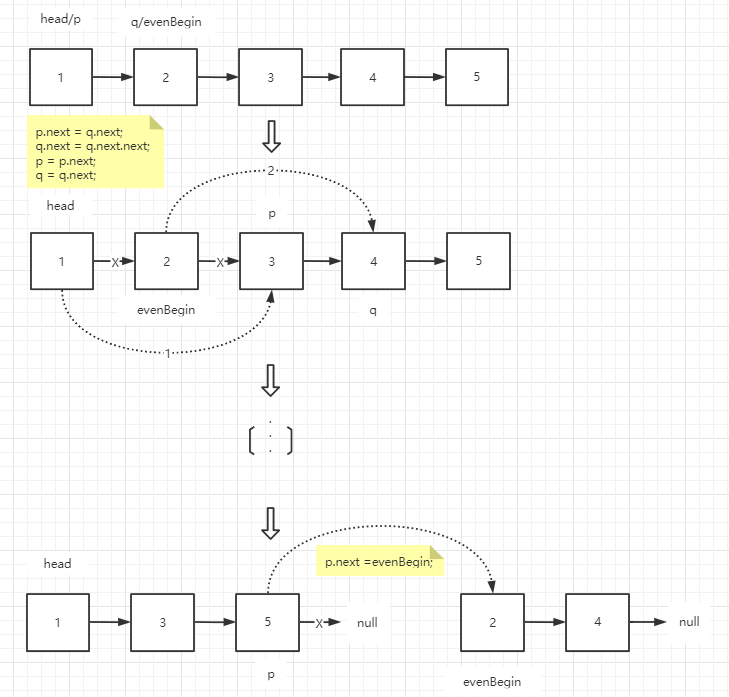 head/p
q/evenBegin
1 2 3 4 5
p.next = q.next;
q.next = q.next.next;
p = p.next;
q = q.next;
2
head
p
1 X 2 X 3 4 5
evenBegin
q
1
head
p.next =evenBegin;
1 3 5 X null 2 4 null
p
evenBegin